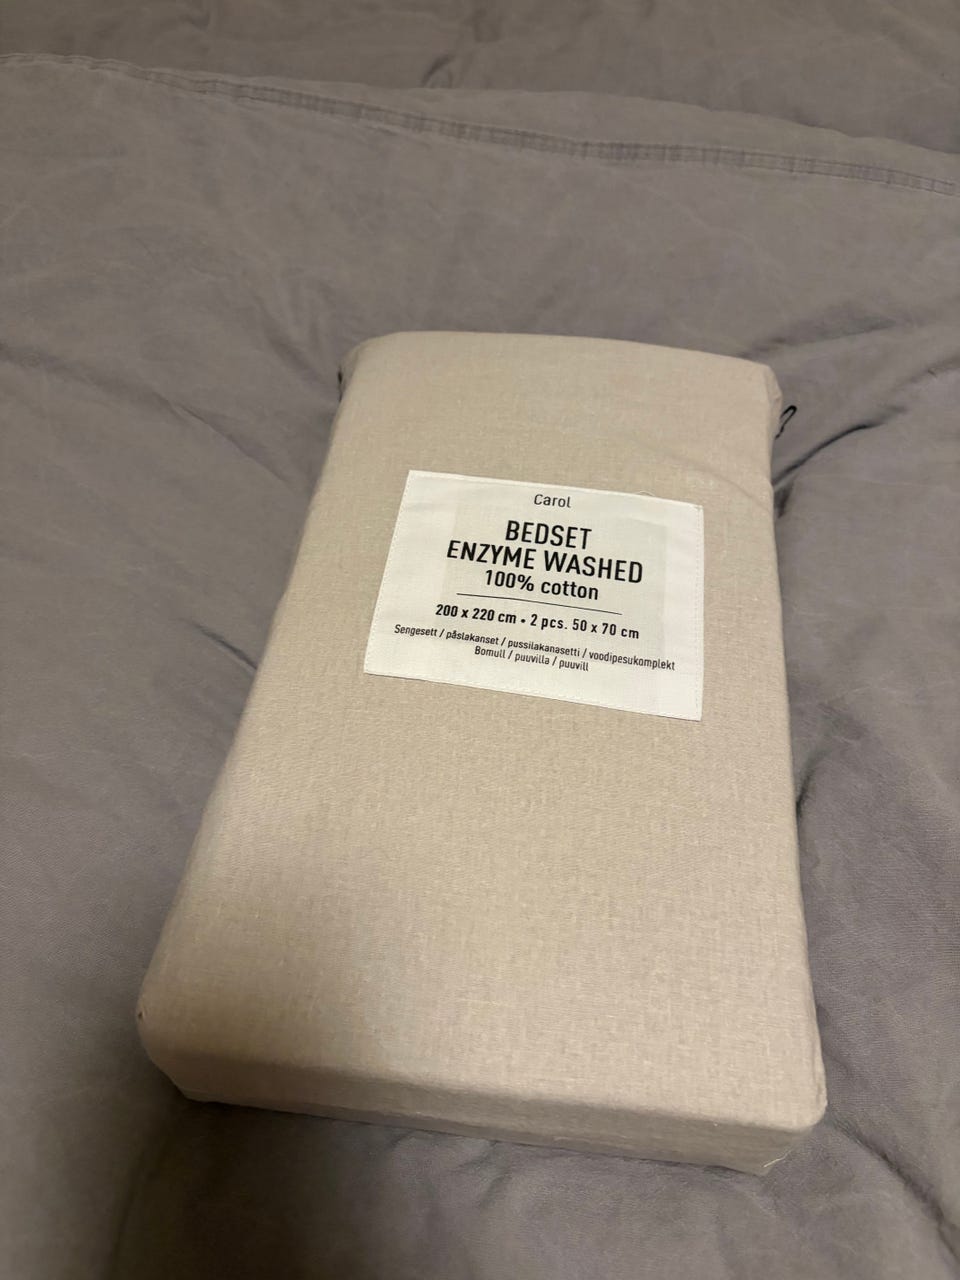 Carol
BEDSET
ENZYME WASHED
100% cotton
200 x 220 cm • 2 pcs. 50 x 70 cm
Sengesett / påslakanset / pussilakanasetti / voodipesukomplekt
Bomull / puuvilla / puuvill